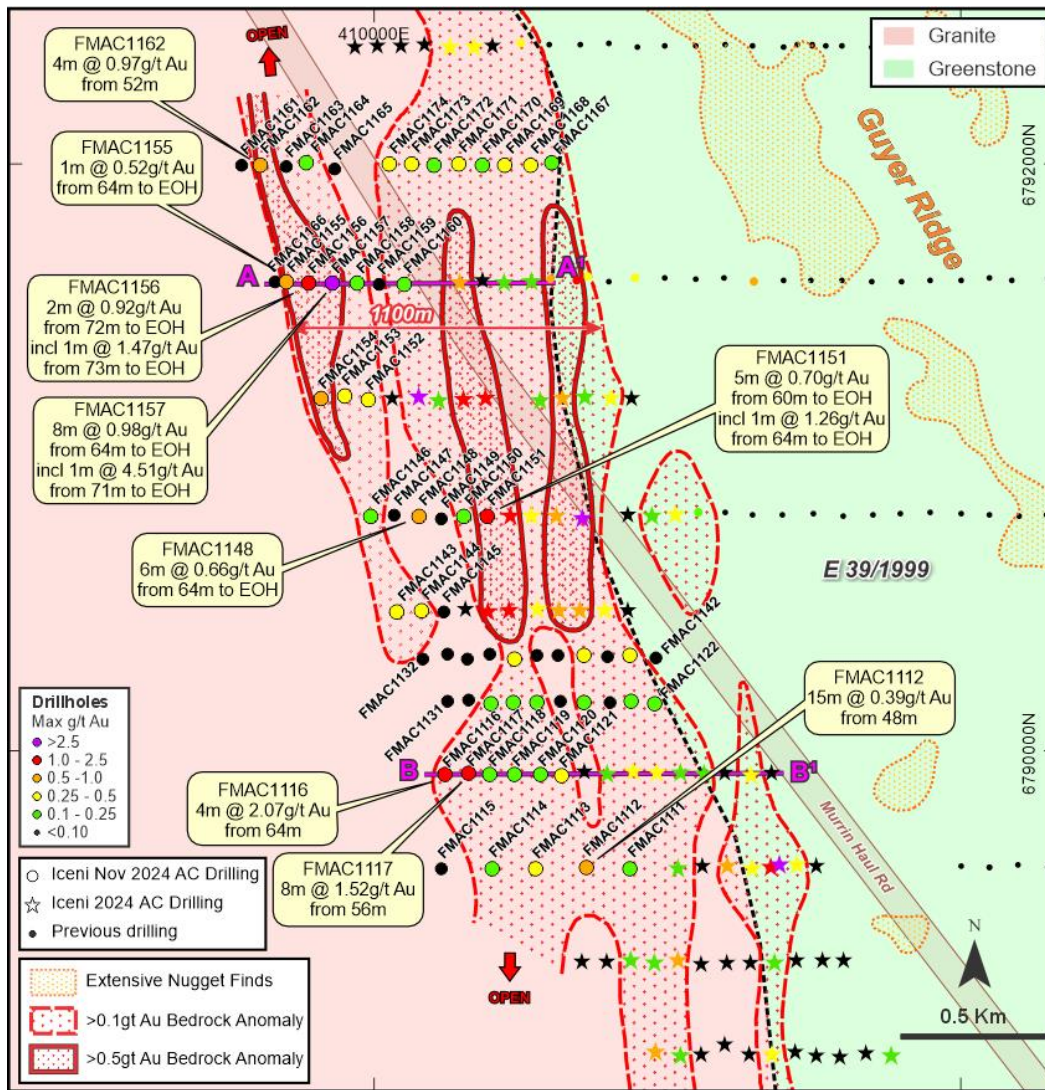 410000E
OPEN
Granite
Greenstone
FMAC1162
4m @ 0.97g/t Au
from 52m
FMAC1161
FMAC1162
FMAC1163
FMAC1164
FMAC1165
FMAC1174
FMAC1173
FMAC1172
FMAC1171
FMAC1170
FMAC1169
FMAC1168
FMAC1167
6792000N
Guyer Ridge
FMAC1155
1m @ 0.52g/t Au
from 64m to EOH
FMAC1166
FMAC1155
FMAC1156
FMAC1157
FMAC1158
FMAC1159
FMAC1160
A
A¹
1100m
FMAC1156
2m @ 0.92g/t Au
from 72m to EOH
incl 1m @ 1.47g/t Au
from 73m to EOH
FMAC1154
FMAC1153
FMAC1152
FMAC1151
5m @ 0.70g/t Au
from 60m to EOH
incl 1m @ 1.26g/t Au
from 64m to EOH
FMAC1157
8m @ 0.98g/t Au
from 64m to EOH
incl 1m @ 4.51g/t Au
from 71m to EOH
FMAC1146
FMAC1147
FMAC1148
FMAC1149
FMAC1150
FMAC1151
FMAC1148
6m @ 0.66g/t Au
from 64m to EOH
E 39/1999
FMAC1143
FMAC1144
FMAC1145
FMAC1132
FMAC1142
FMAC1122
FMAC1131
FMAC1112
15m @ 0.39g/t Au
from 48m
Drillholes
Max g/t Au
>2.5
1.0 - 2.5
0.5 -1.0
0.25 - 0.5
0.1 - 0.25
<0.10
FMAC1116
FMAC1117
FMAC1118
FMAC1119
FMAC1120
FMAC1121
B
B¹
6790000N
FMAC1116
4m @ 2.07g/t Au
from 64m
FMAC1115
FMAC1114
FMAC1113
FMAC1112
FMAC1111
Murrin Haul Rd
FMAC1117
8m @ 1.52g/t Au
from 56m
Iceni Nov 2024 AC Drilling
Iceni 2024 AC Drilling
Previous drilling
OPEN
N
Extensive Nugget Finds
>0.1gt Au Bedrock Anomaly
>0.5gt Au Bedrock Anomaly
0.5 Km